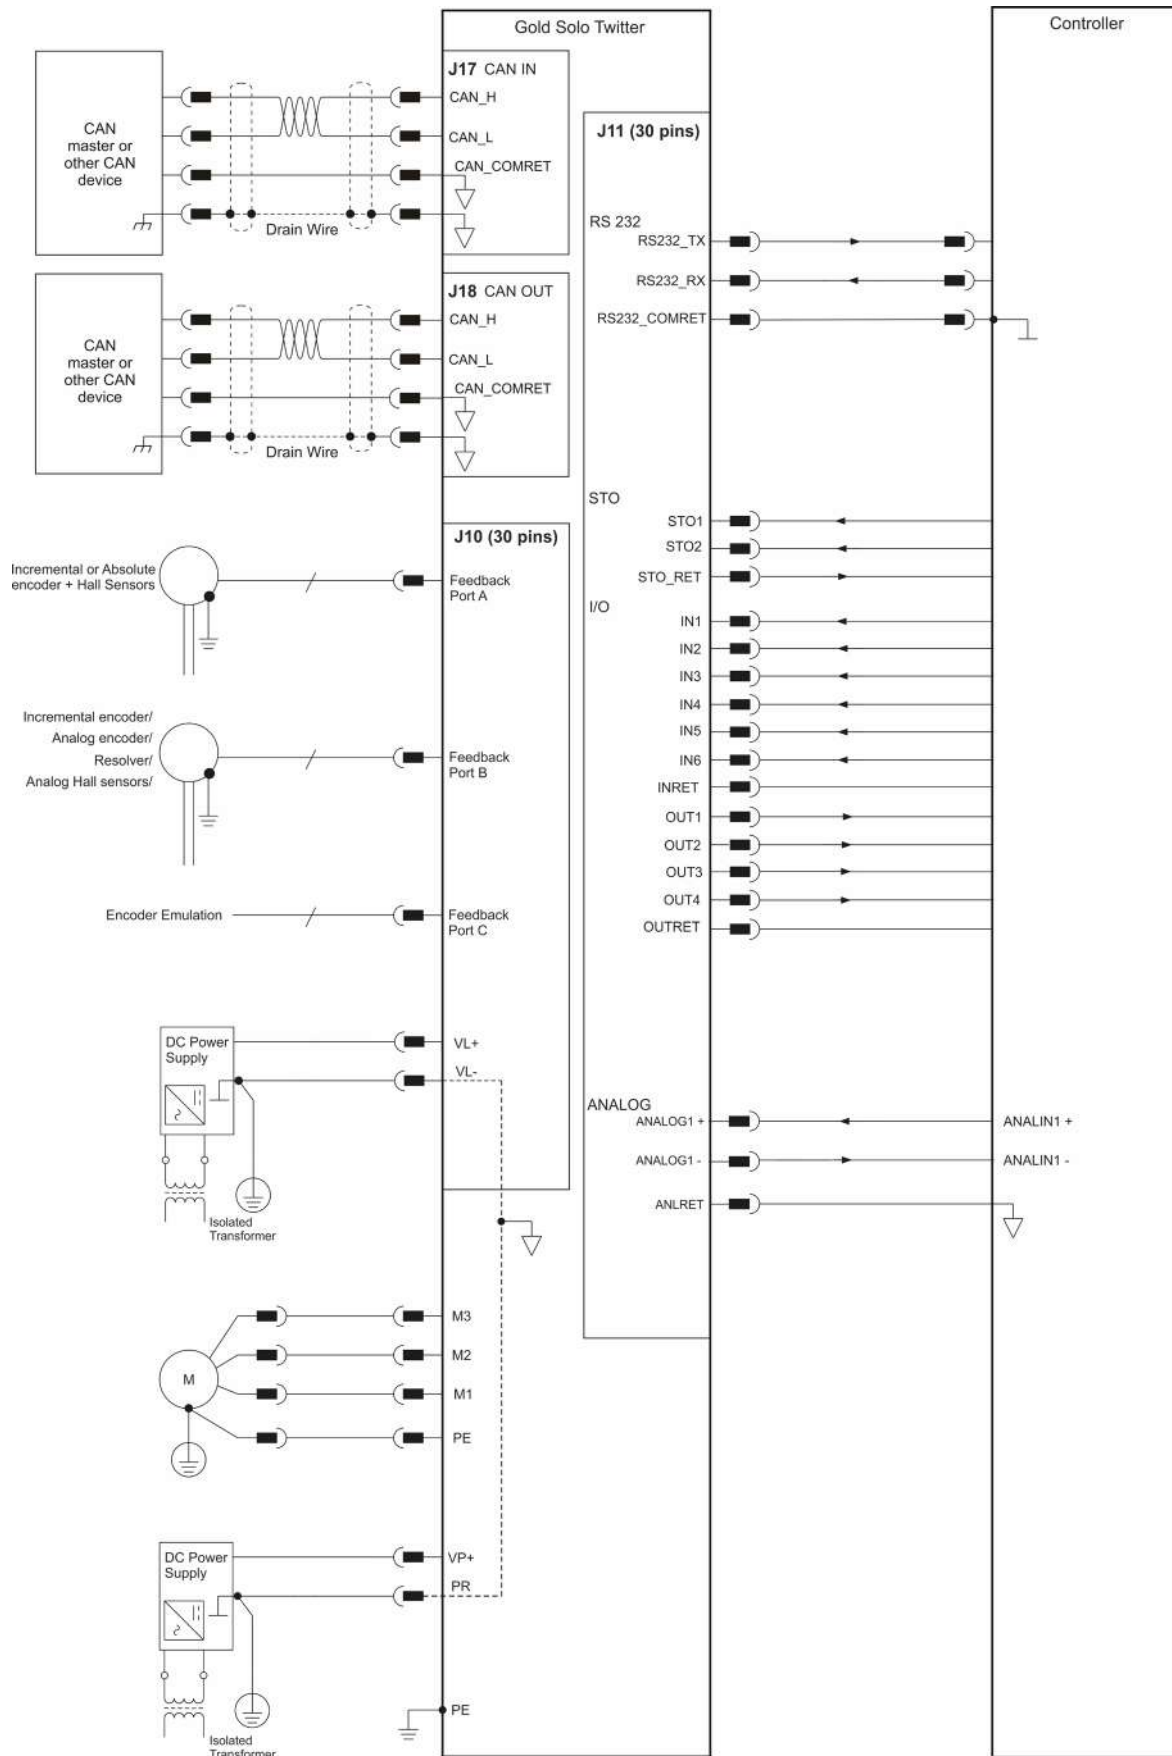 Gold Solo Twitter
Controller
CAN
master or
other CAN
device
J17 CAN IN
CAN_H
CAN_L
CAN_COMRET
Drain Wire
CAN
master or
other CAN
device
J18 CAN OUT
CAN_H
CAN_L
CAN_COMRET
Drain Wire
J10 (30 pins)
Incremental or Absolute
encoder + Hall Sensors
Feedback
Port A
Incremental encoder/
Analog encoder/
Resolver/
Analog Hall sensors/
Feedback
Port B
Encoder Emulation
Feedback
Port C
DC Power
Supply
VL+
VL-
Isolated
Transformer
M
M3
M2
M1
PE
DC Power
Supply
VP+
PR
Isolated
Transformer
PE
J11 (30 pins)
RS 232
RS232_TX
RS232_RX
RS232_COMRET
STO
STO1
STO2
STO_RET
I/O
IN1
IN2
IN3
IN4
IN5
IN6
INRET
OUT1
OUT2
OUT3
OUT4
OUTRET
ANALOG
ANALOG1 +
ANALIN1 +
ANALOG1 -
ANALIN1 -
ANLRET